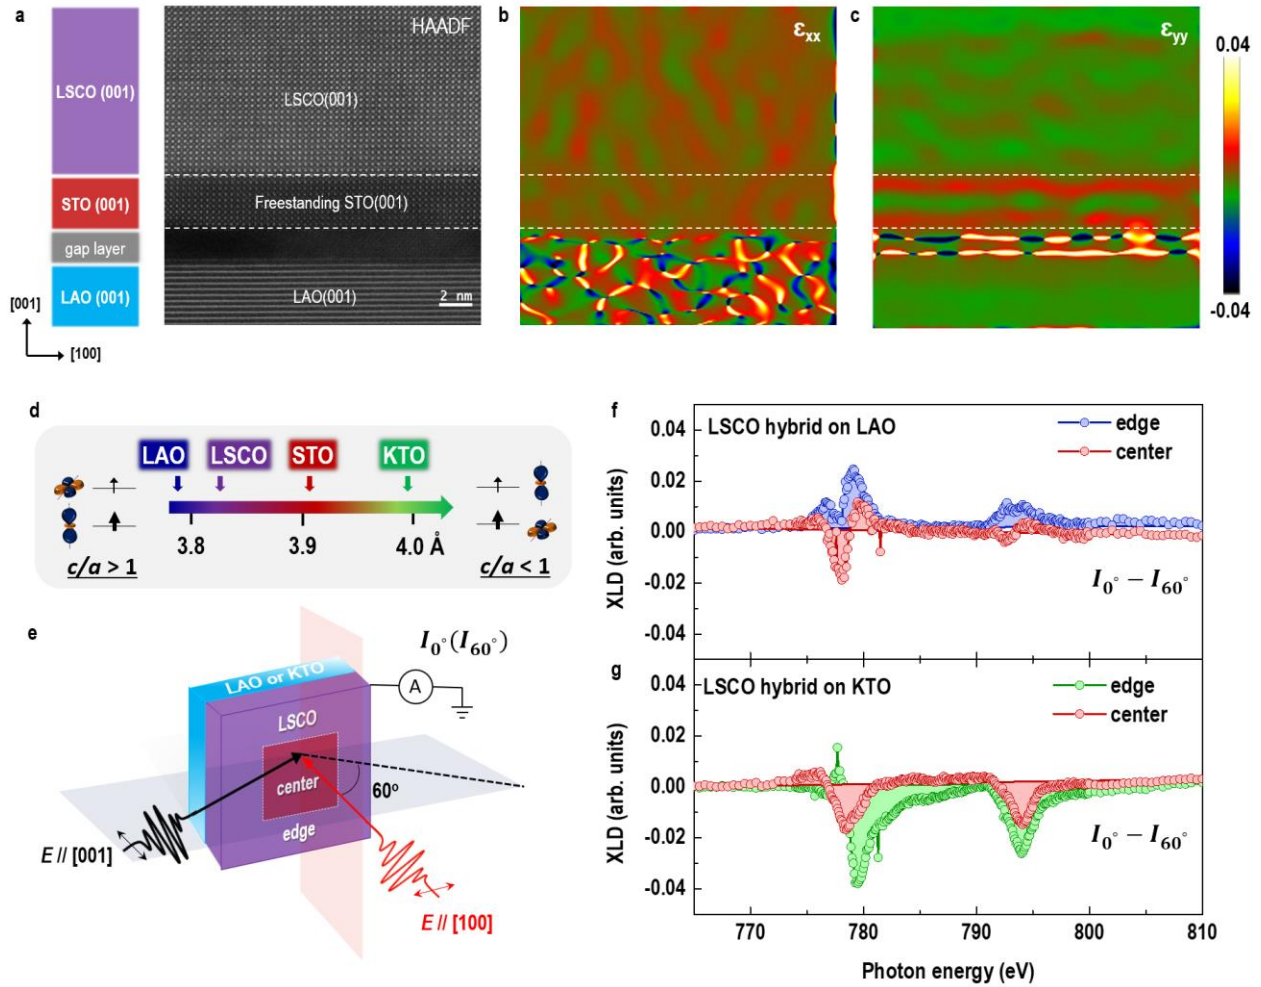 a
LSCO (001)
STO (001)
gap layer
LAO (001)
[001]
[100]
HAADF
LSCO(001)
Freestanding STO(001)
LAO(001)
2 nm
b
εxx
c
εyy
0.04
-0.04
d
LAO
LSCO
STO
KTO
3.8
3.9
4.0 Å
c/a > 1
c/a < 1
e
I0°(I60°)
A
LAO or KTO
LSCO
center
edge
60°
E // [001]
E // [100]
f
LSCO hybrid on LAO
edge
center
0.04
0.02
0.00
-0.02
-0.04
XLD (arb. units)
I0° − I60°
g
LSCO hybrid on KTO
edge
center
0.04
0.02
0.00
-0.02
-0.04
XLD (arb. units)
I0° − I60°
770
780
790
800
810
Photon energy (eV)